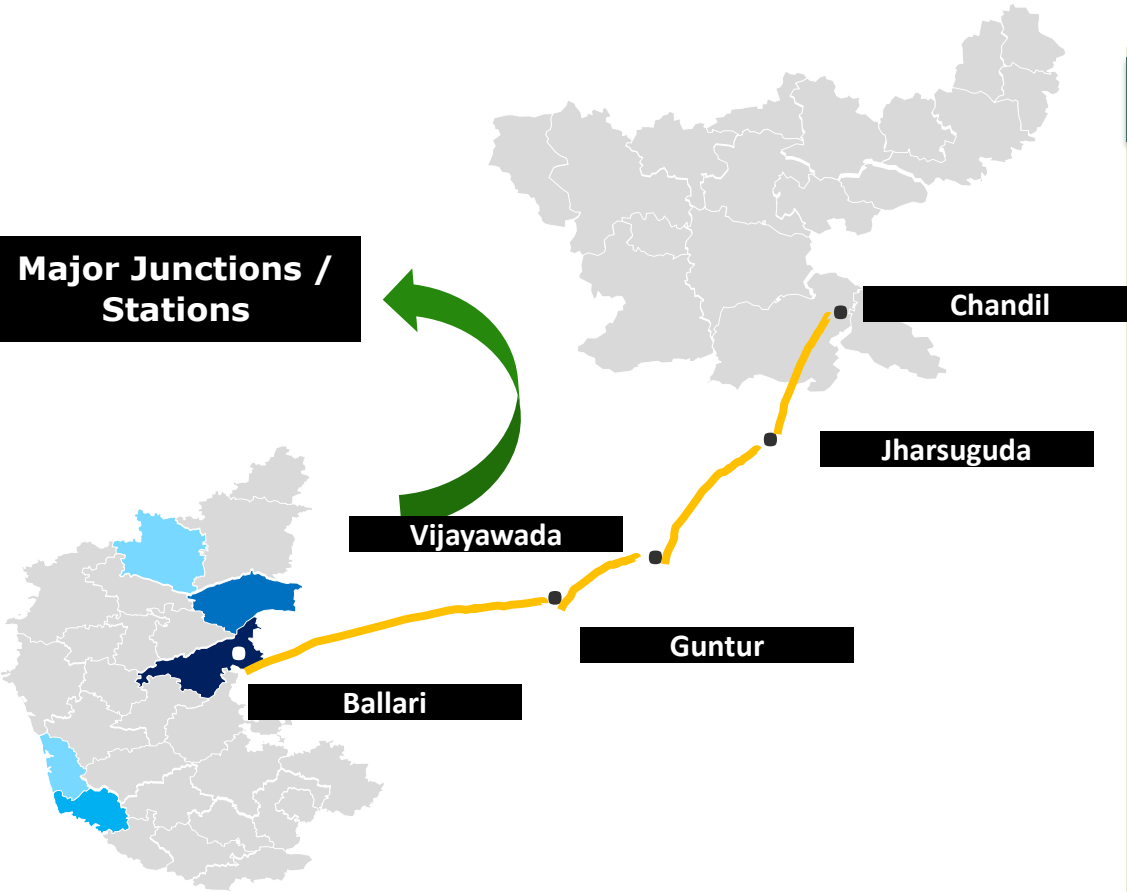 Major Junctions /
Stations
Chandil
Jharsuguda
Vijayawada
Guntur
Ballari